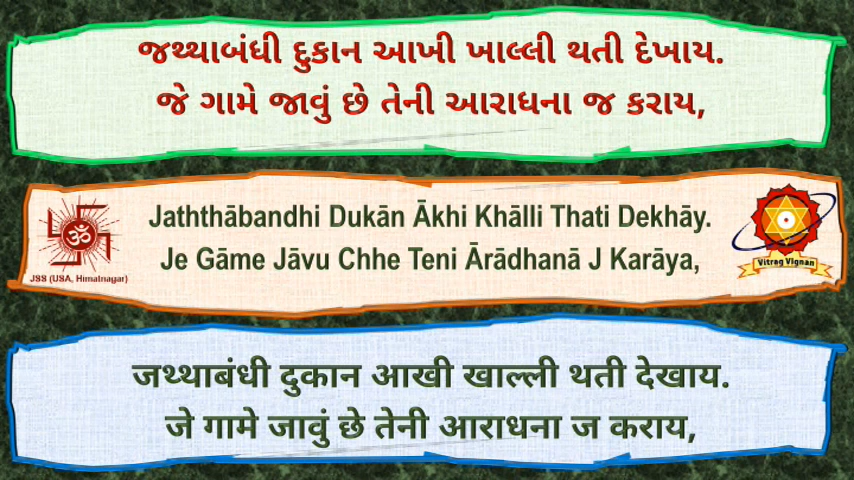 જથ્થાબંધી દુકાન આખી ખાલ્લી થતી દેખાય.
જે ગામે જાવું છે તેની આરાધના જ કરાય,
Jaththābandhi Dukān Ākhi Khālli Thati Dekhāy.
Je Gāme Jāvu Chhe Teni Ārādhanā J Karāya,
ॐ
JSS (USA, Himatnagar)
Vitrag Vignan
जथ्थाबंधी दुकान आखी खाल्ली थती देखाय.
जे गामे जावुं छे तेनी आराधना ज कराय,